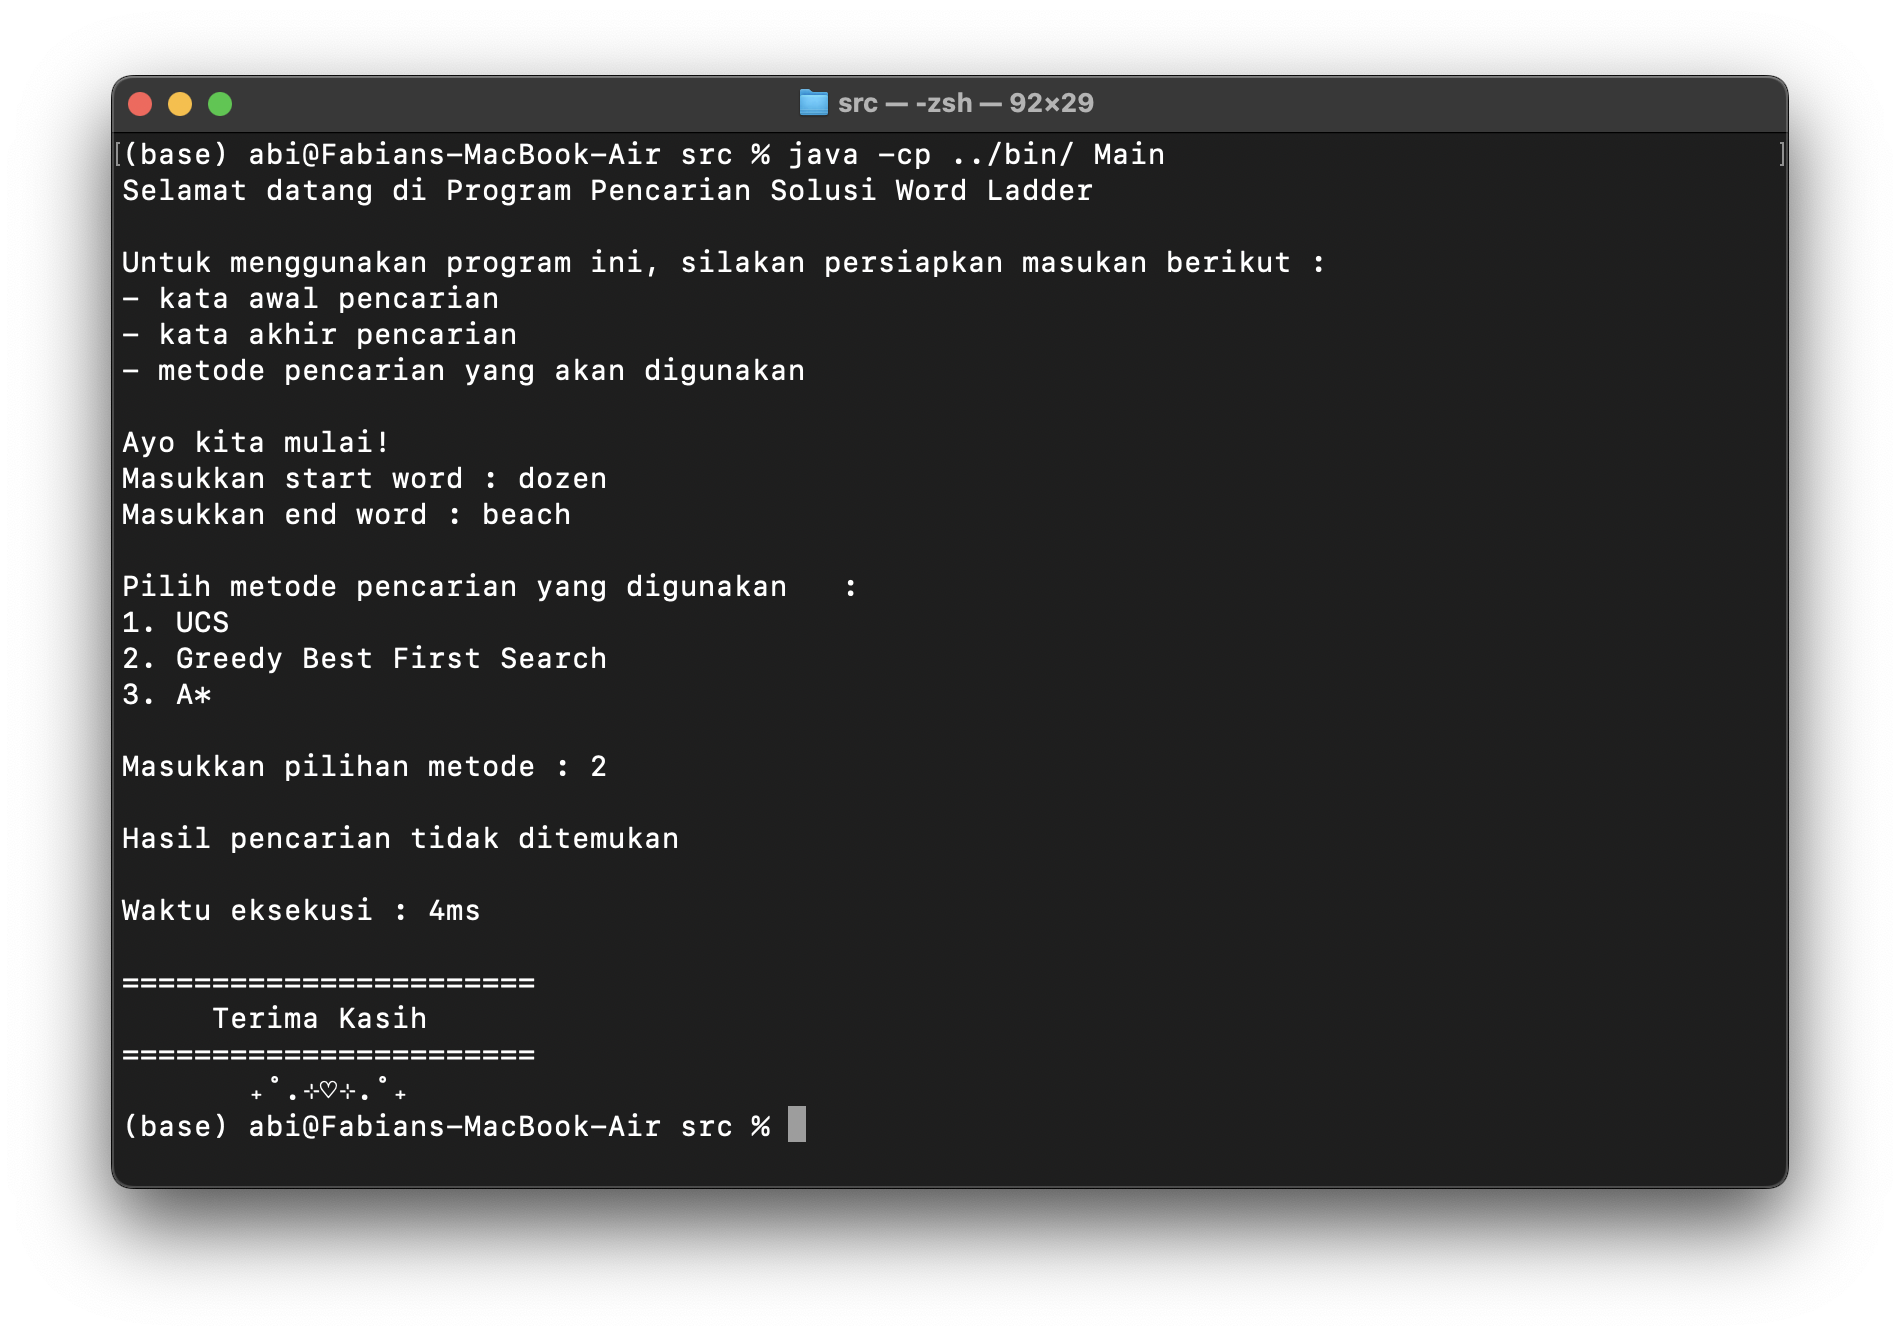 src — -zsh — 92×29
(base) abi@Fabians-MacBook-Air src % java -cp ../bin/ Main
Selamat datang di Program Pencarian Solusi Word Ladder
Untuk menggunakan program ini, silakan persiapkan masukan berikut :
- kata awal pencarian
- kata akhir pencarian
- metode pencarian yang akan digunakan
Ayo kita mulai!
Masukkan start word : dozen
Masukkan end word : beach
Pilih metode pencarian yang digunakan   :
1. UCS
2. Greedy Best First Search
3. A*
Masukkan pilihan metode : 2
Hasil pencarian tidak ditemukan
Waktu eksekusi : 4ms
=======================
Terima Kasih
=======================
₊˚.⊹♡⊹.˚₊
(base) abi@Fabians-MacBook-Air src %